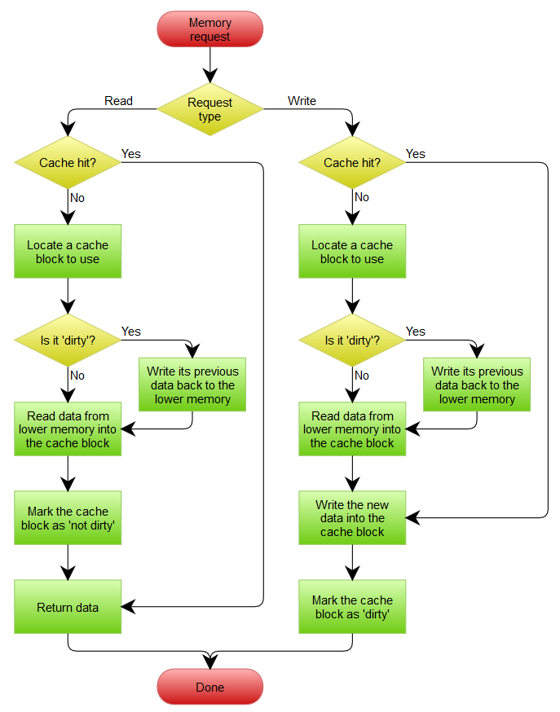 Memory
request
Request
type
Read
Write
Cache hit?
Yes
No
Locate a cache
block to use
Is it 'dirty'?
Yes
Write its previous
data back to the
lower memory
No
Read data from
lower memory into
the cache block
Mark the cache
block as 'not dirty'
Return data
Cache hit?
Yes
No
Locate a cache
block to use
Is it 'dirty'?
Yes
Write its previous
data back to the
lower memory
No
Read data from
lower memory into
the cache block
Write the new
data into the
cache block
Mark the cache
block as 'dirty'
Done